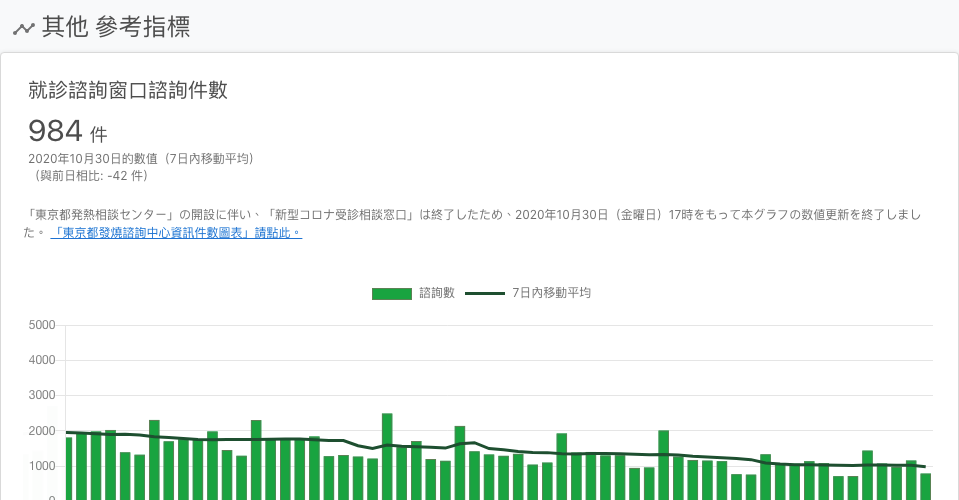 其他 參考指標
就診諮詢窗口諮詢件數
984 件
2020年10月30日的數值（7日內移動平均）
（與前日相比: -42 件）
「東京都発熱相談センター」の開設に伴い、「新型コロナ受診相談窓口」は終了したため、2020年10月30日（金曜日）17時をもって本グラフの数値更新を終了しまし
た。 「東京都發燒諮詢中心資訊件數圖表」請點此。
諮詢數 7日內移動平均
5000
4000
3000
2000
1000
0